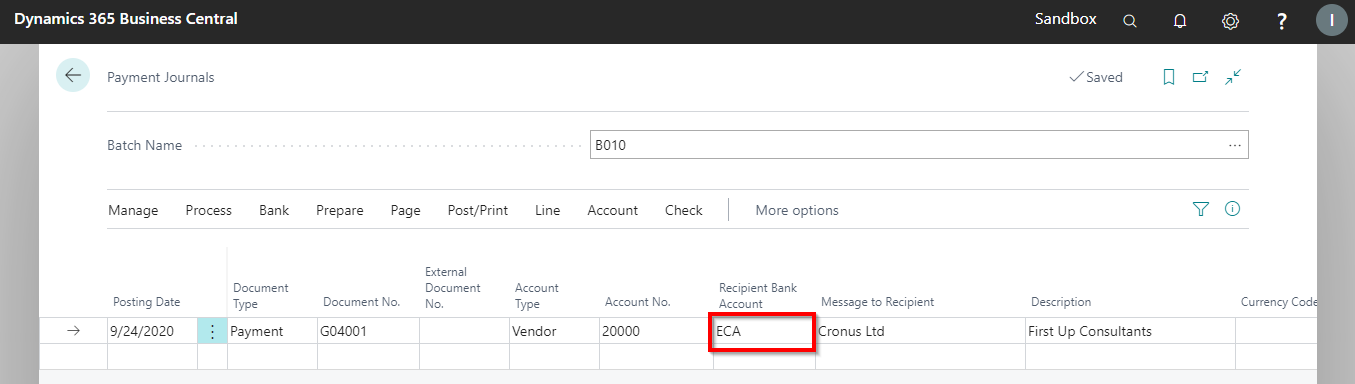 Dynamics 365 Business Central Sandbox ? I
Payment Journals Saved
Batch Name B010 ...
Manage Process Bank Prepare Page Post/Print Line Account Check More options
Posting Date Document Type Document No. External Document No. Account Type Account No. Recipient Bank Account Message to Recipient Description Currency Code
9/24/2020 Payment G04001 Vendor 20000 ECA Cronus Ltd First Up Consultants